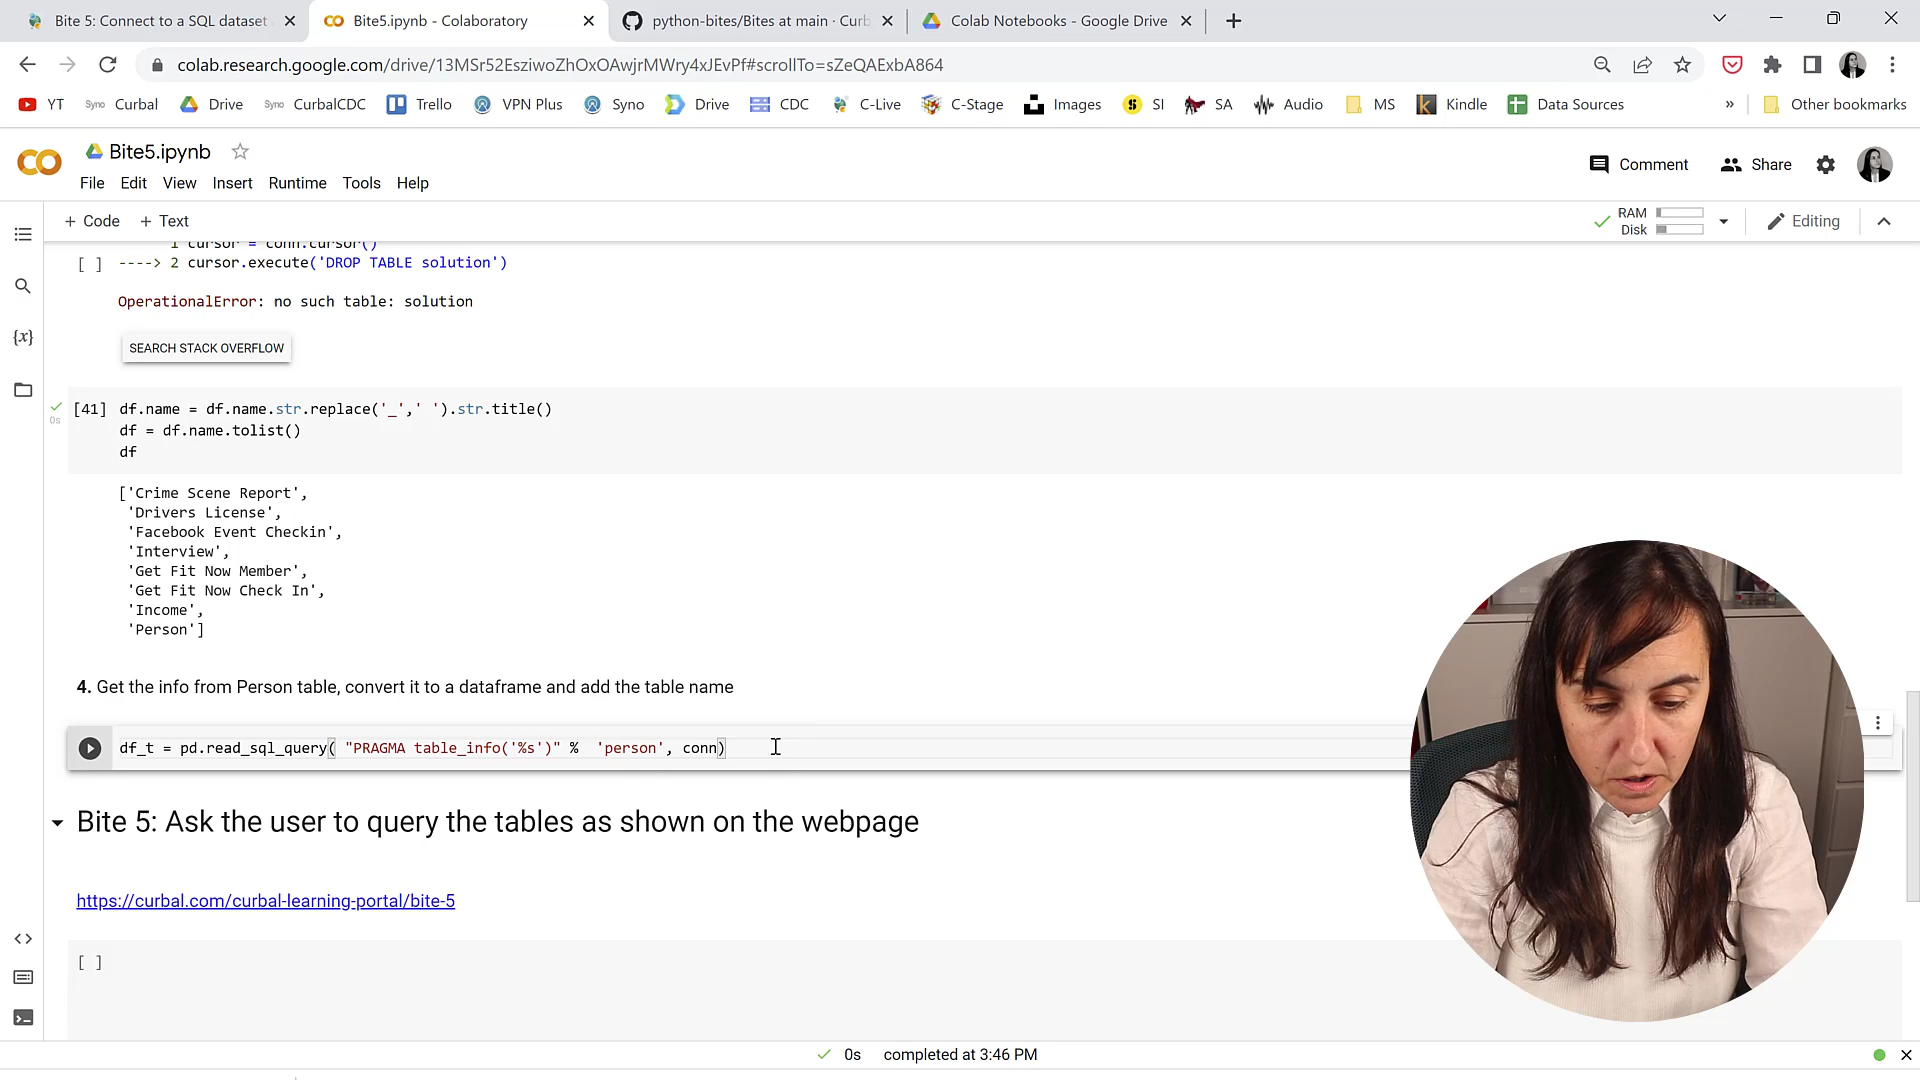 Bite 5: Connect to a SQL dataset
Bite5.ipynb - Colaboratory
python-bites/Bites at main · Curb
Colab Notebooks - Google Drive
colab.research.google.com/drive/13MSr52EsziwoZhOxOAwjrMWry4xJEvPf#scrollTo=sZeQAExbA864
YT
Syno Curbal
Drive
Syno CurbalCDC
Trello
VPN Plus
Syno
Drive
CDC
C-Live
C-Stage
Images
SI
SA
Audio
MS
Kindle
Data Sources
»
Other bookmarks
Bite5.ipynb
Comment
Share
File Edit View Insert Runtime Tools Help
+ Code + Text
RAM
Disk
Editing
1 cursor = conn.cursor()
[ ] ----> 2 cursor.execute('DROP TABLE solution')
OperationalError: no such table: solution
SEARCH STACK OVERFLOW
{x}
0s
[41] df.name = df.name.str.replace('_',' ').str.title()
df = df.name.tolist()
df
['Crime Scene Report',
'Drivers License',
'Facebook Event Checkin',
'Interview',
'Get Fit Now Member',
'Get Fit Now Check In',
'Income',
'Person']
4. Get the info from Person table, convert it to a dataframe and add the table name
df_t = pd.read_sql_query( "PRAGMA table_info('%s')" %  'person', conn)
Bite 5: Ask the user to query the tables as shown on the webpage
https://curbal.com/curbal-learning-portal/bite-5
[ ]
0s completed at 3:46 PM